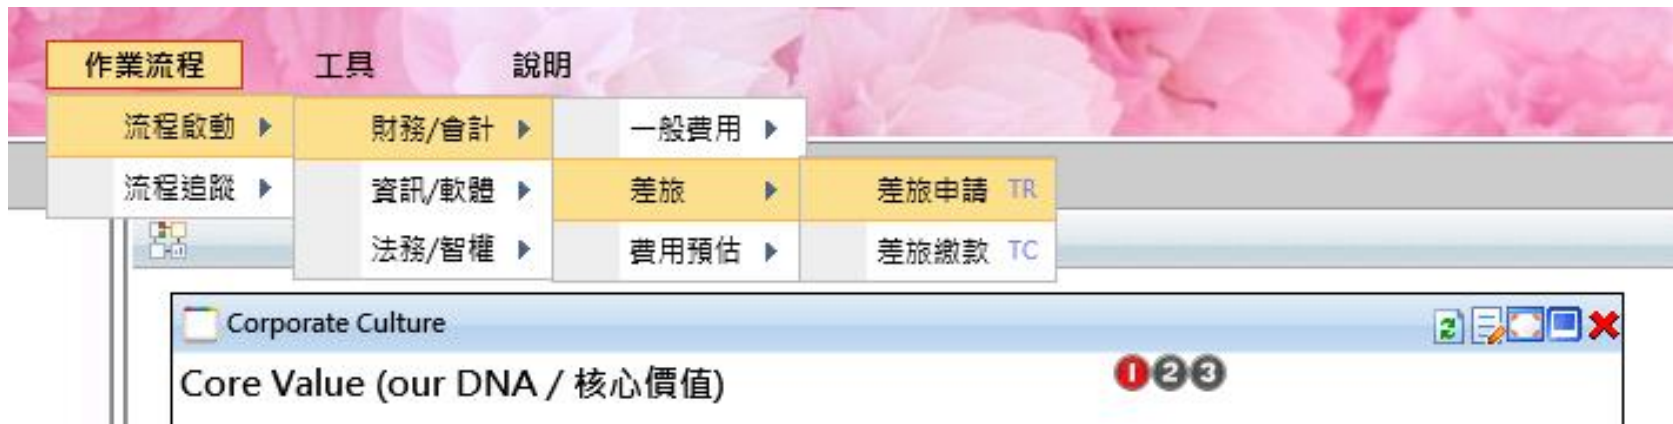 作業流程 工具 說明
流程啟動 財務/會計 一般費用
流程追蹤 資訊/軟體 差旅 差旅申請 TR
法務/智權 費用預估 差旅繳款 TC
Corporate Culture
Core Value (our DNA / 核心價值) 1 2 3